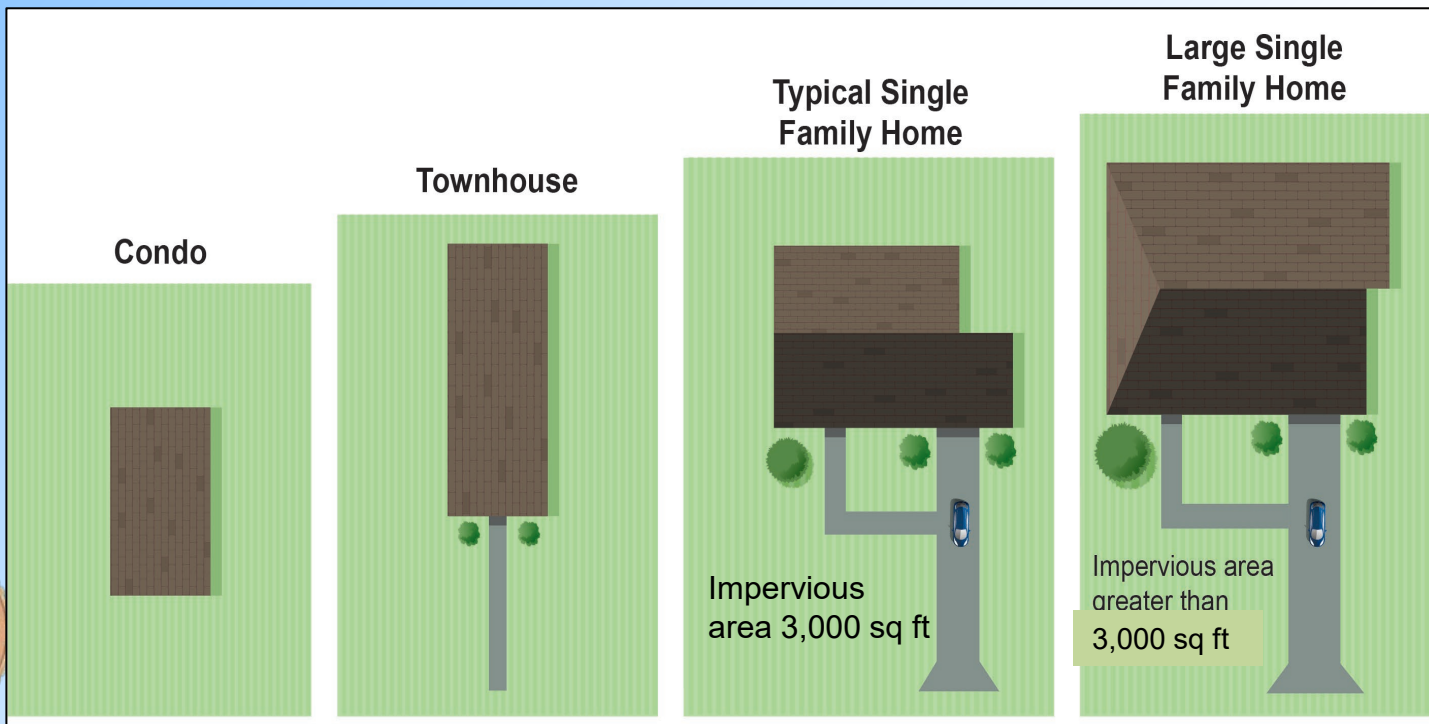 Condo
Townhouse
Typical Single
Family Home
Impervious
area 3,000 sq ft
Large Single
Family Home
Impervious area
greater than
3,000 sq ft